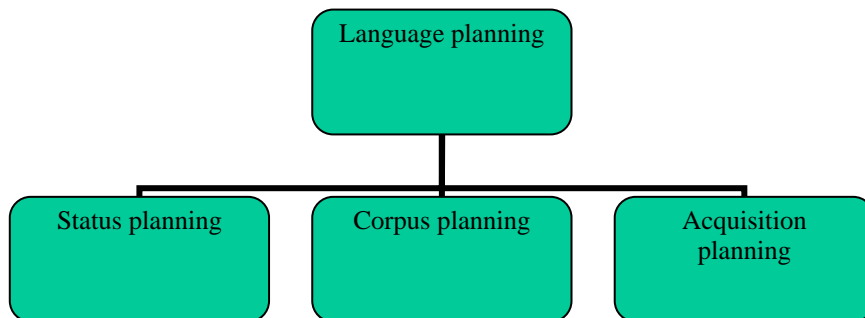 Language planning
Status planning
Corpus planning
Acquisition
planning